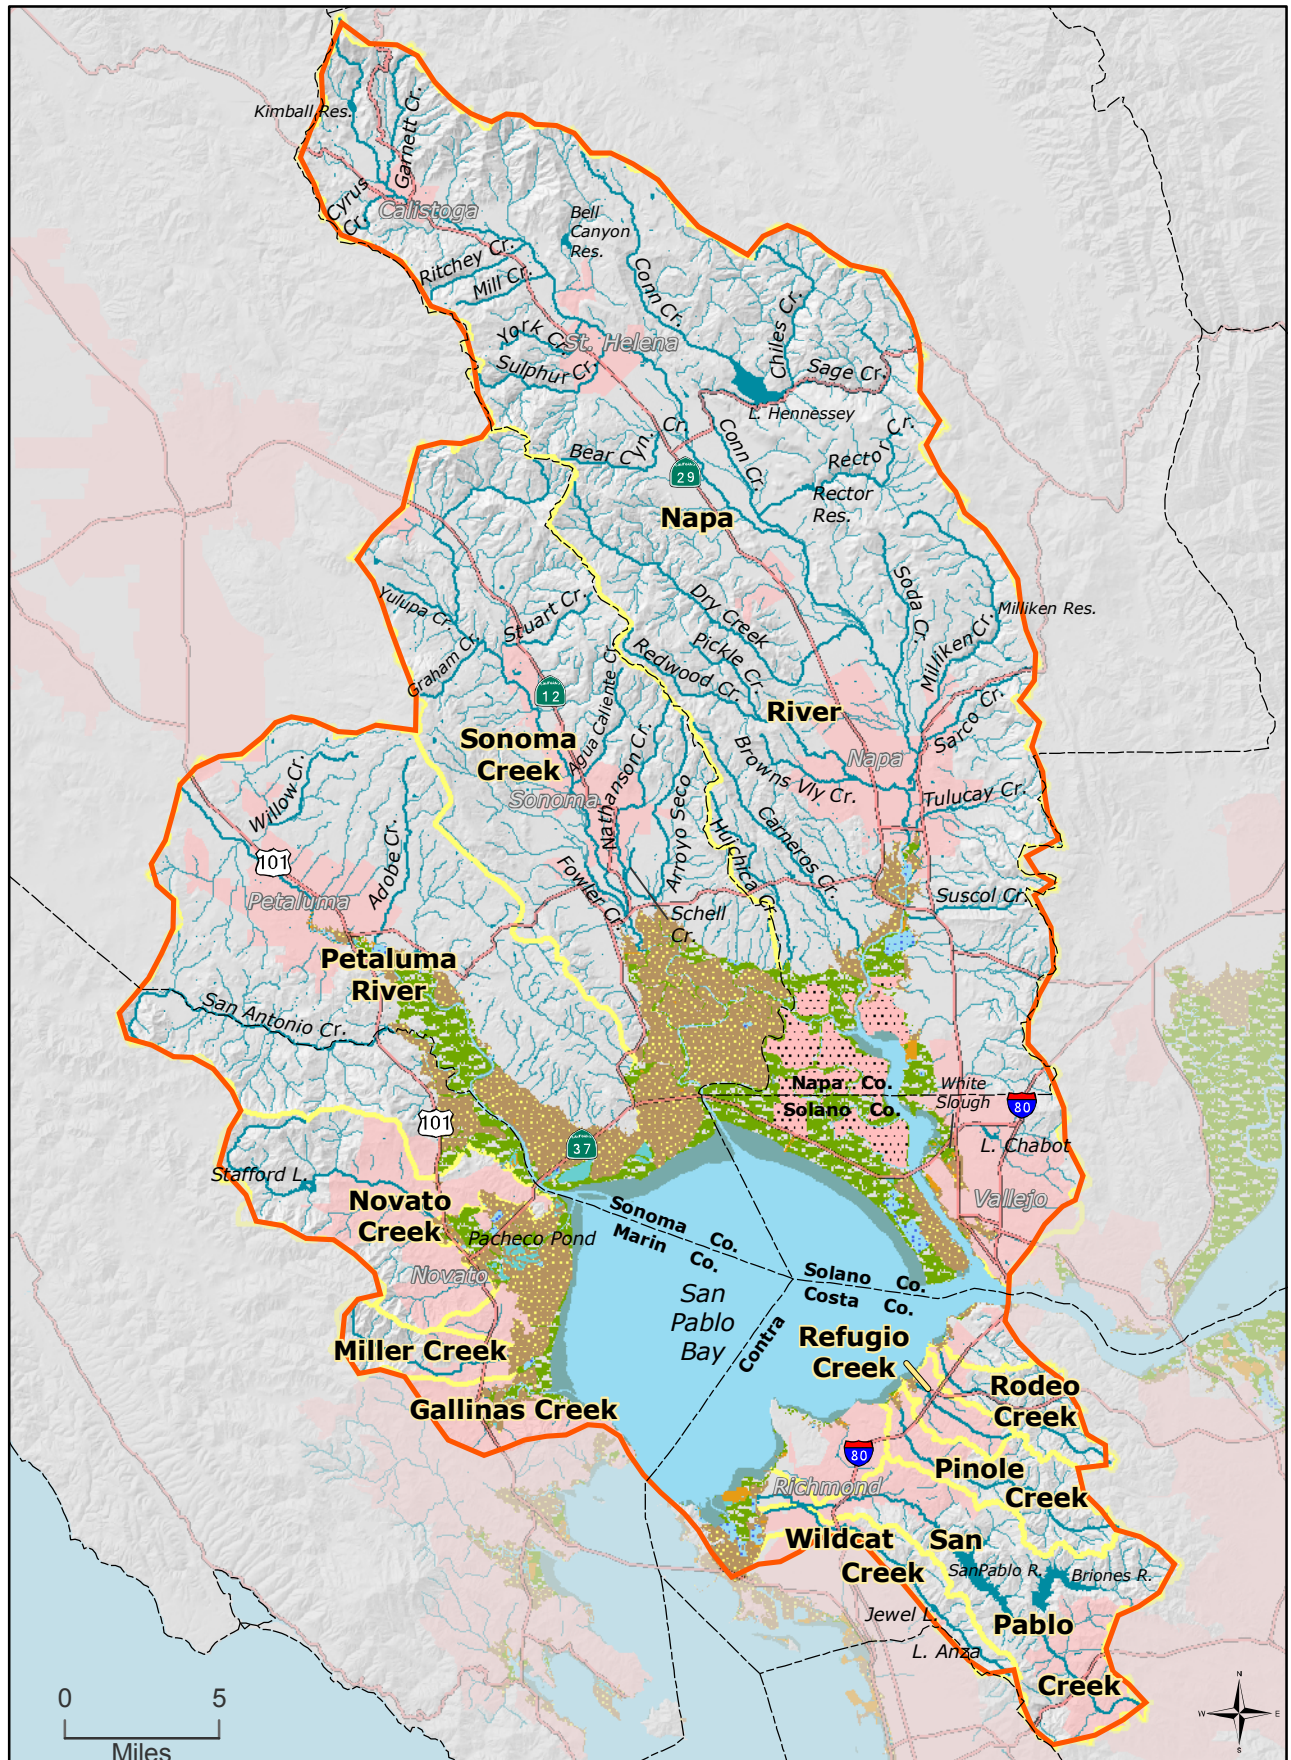 Kimball Res.
Garnett Cr.
Cyrus
Cr.
Calistoga
Bell
Canyon
Res.
Ritchey Cr.
Mill Cr.
Conn Cr.
Chiles Cr.
York Cr.
St. Helena
Sulphur Cr.
Sage Cr.
L. Hennessey
Bear Cyn. Cr.
Conn Cr.
Rector Cr.
29
Rector
Res.
Napa
Yulupa Cr.
Stuart Cr.
Dry Creek
Soda Cr.
Milliken Res.
Milliken Cr.
Graham Cr.
Pickle Cr.
Redwood Cr.
12
Agua Caliente Cr.
River
Sarco Cr.
Sonoma
Creek
Nathanson Cr.
Browns Vly Cr.
Napa
Sonoma
Arroyo Seco
Tulucay Cr.
Willow Cr.
Huichica Cr.
Carneros Cr.
101
Adobe Cr.
Fowler Cr.
Petaluma
Suscol Cr.
Schell
Cr.
Petaluma
River
San Antonio Cr.
Napa Co.
Solano Co.
White
Slough
80
101
37
L. Chabot
Stafford L.
Vallejo
Novato
Creek
Pacheco Pond
Sonoma Co.
Marin Co.
Novato
Solano Co.
Contra Costa Co.
San
Pablo
Bay
Refugio
Creek
Miller Creek
Rodeo
Creek
Gallinas Creek
80
Pinole
Creek
Richmond
Wildcat
Creek
San
SanPablo R.
Briones R.
Jewel L.
Pablo
L. Anza
Creek
0 5
Miles
N
W E
S